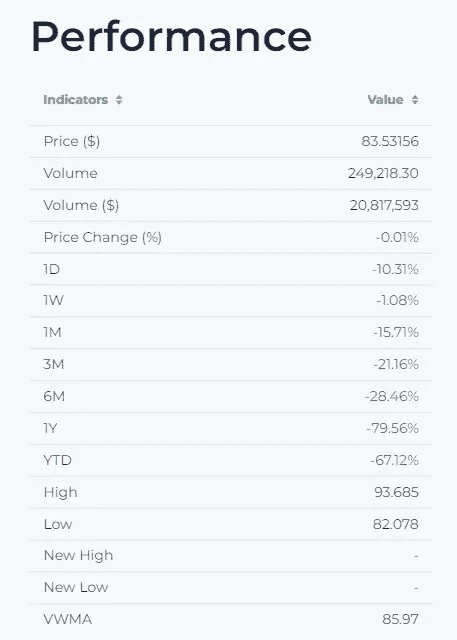 Performance
Indicators Value
Price ($) 83.53156
Volume 249,218.30
Volume ($) 20,817,593
Price Change (%) -0.01%
1D -10.31%
1W -1.08%
1M -15.71%
3M -21.16%
6M -28.46%
1Y -79.56%
YTD -67.12%
High 93.685
Low 82.078
New High -
New Low -
VWMA 85.97